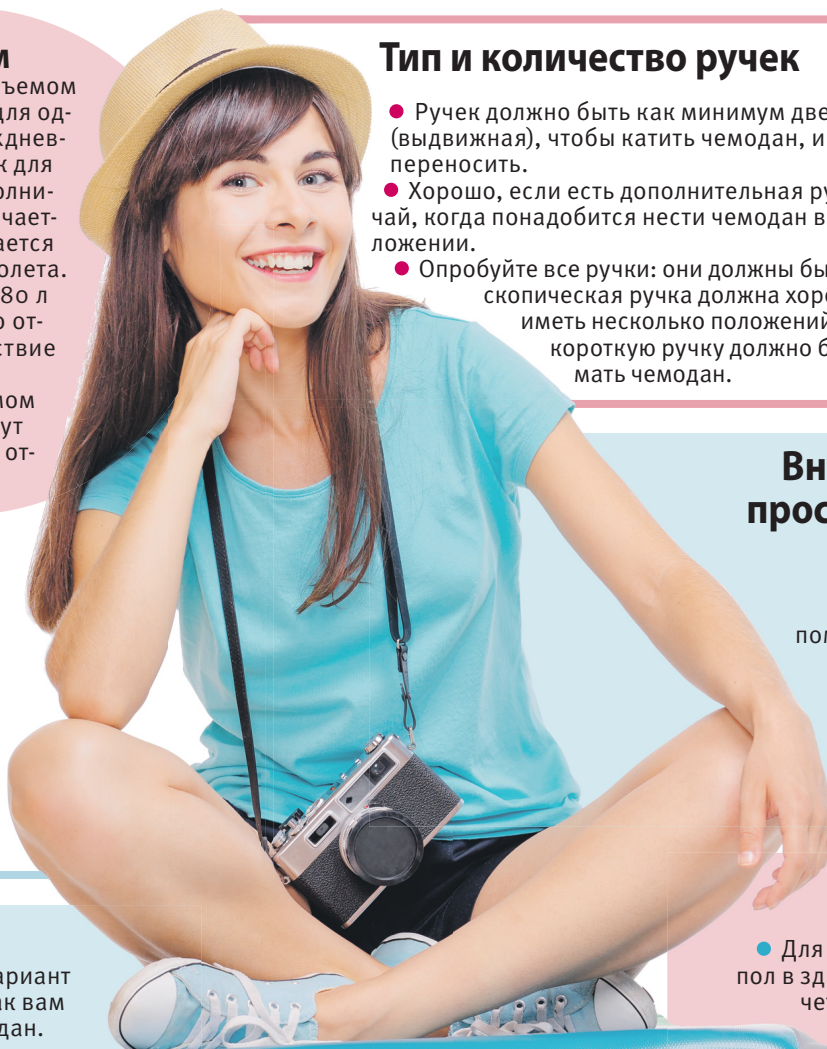 м
ъемом
для од-
кднев-
к для
олни-
чает-
ается
олета.
80 л
о от-
ствие
мом
ут
от-
Тип и количество ручек
● Ручек должно быть как минимум две
(выдвижная), чтобы катить чемодан, и
переносить.
● Хорошо, если есть дополнительная ру
чай, когда понадобится нести чемодан в
ложении.
● Опробуйте все ручки: они должны бы
скопическая ручка должна хоро
иметь несколько положений
короткую ручку должно б
мать чемодан.
Вн
прос
пом
ариант
ак вам
дан.
● Для
пол в зд
че